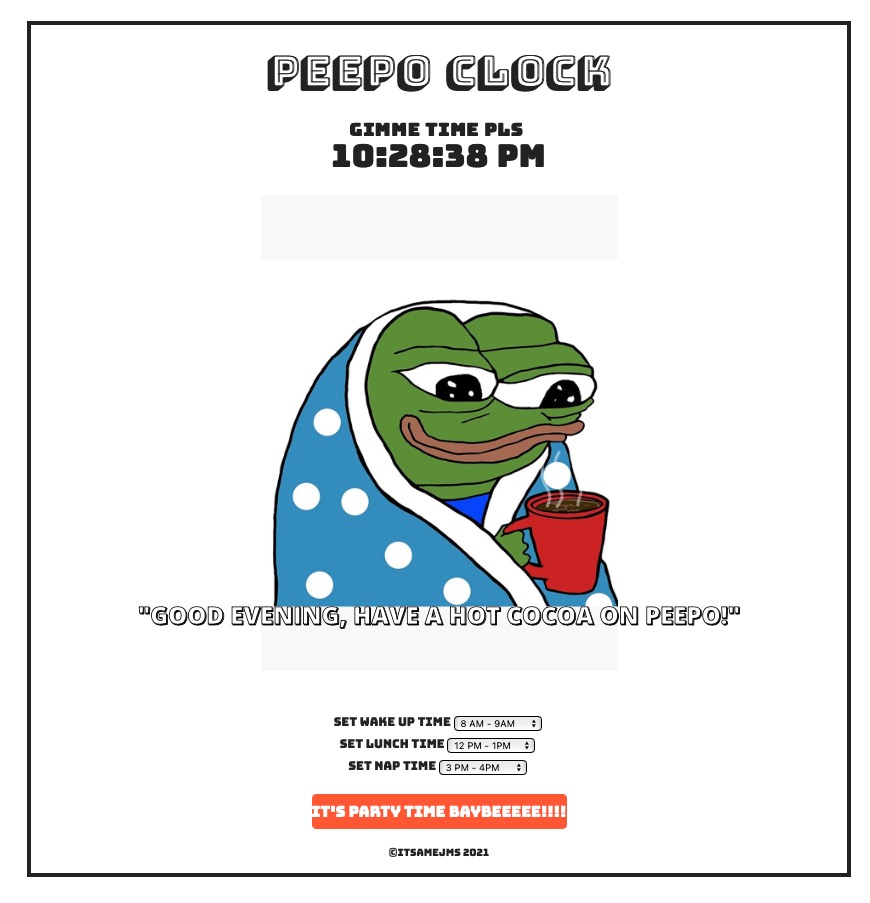 PEEPO CLOCK
GIMME TIME PLS
10:28:38 PM
"GOOD EVENING, HAVE A HOT COCOA ON PEEPO!"
SET WAKE UP TIME 8 AM - 9AM
SET LUNCH TIME 12 PM - 1PM
SET NAP TIME 3 PM - 4PM
IT'S PARTY TIME BAYBEEEEE!!!!
©ITSAMEJMS 2021